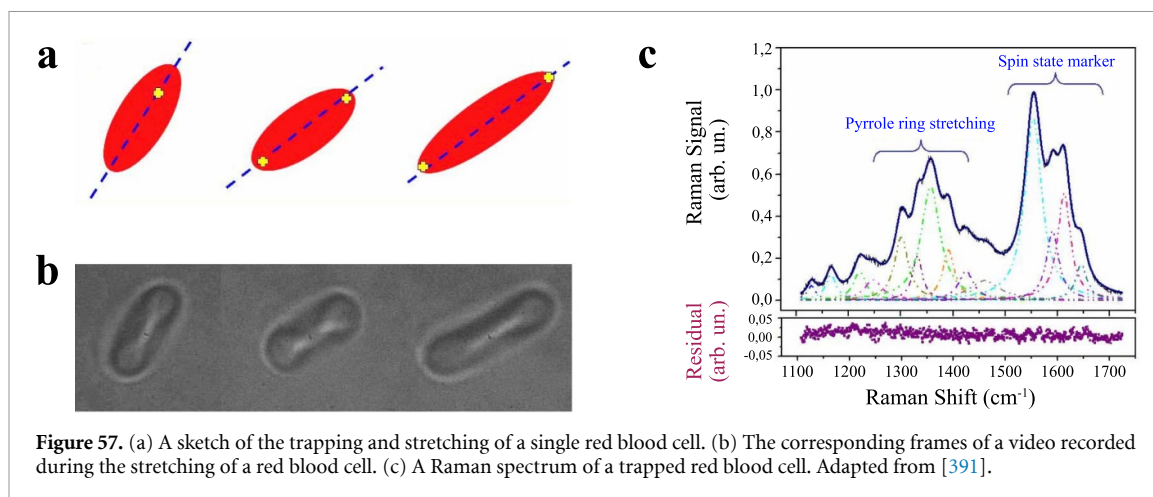 a
b
c
Raman Signal
(arb. un.)
1,2
1,0
0,8
0,6
0,4
0,2
0,0
Pyrrole ring stretching
Spin state marker
Residual
(arb. un.)
0,05
0,00
-0,05
1100 1200 1300 1400 1500 1600 1700
Raman Shift (cm⁻¹)
Figure 57. (a) A sketch of the trapping and stretching of a single red blood cell. (b) The corresponding frames of a video recorded
during the stretching of a red blood cell. (c) A Raman spectrum of a trapped red blood cell. Adapted from [391].